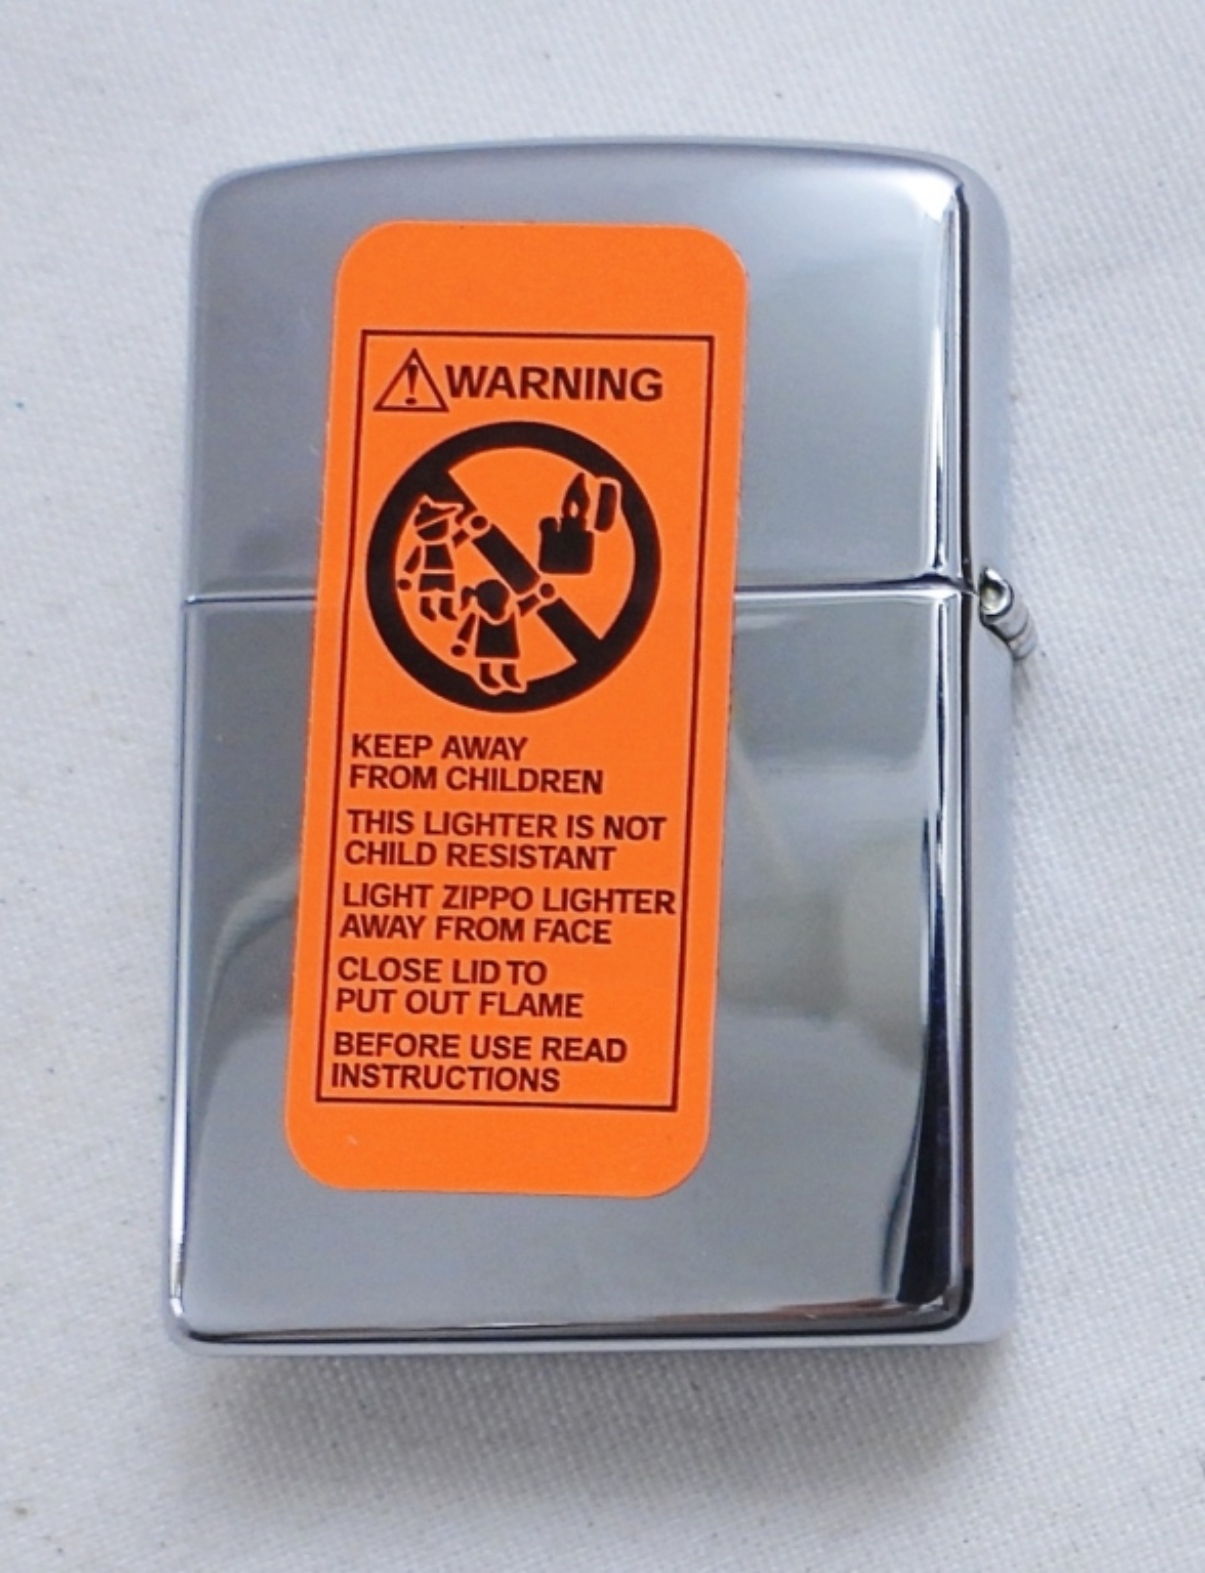 WARNING
KEEP AWAY
FROM CHILDREN
THIS LIGHTER IS NOT
CHILD RESISTANT
LIGHT ZIPPO LIGHTER
AWAY FROM FACE
CLOSE LID TO
PUT OUT FLAME
BEFORE USE READ
INSTRUCTIONS